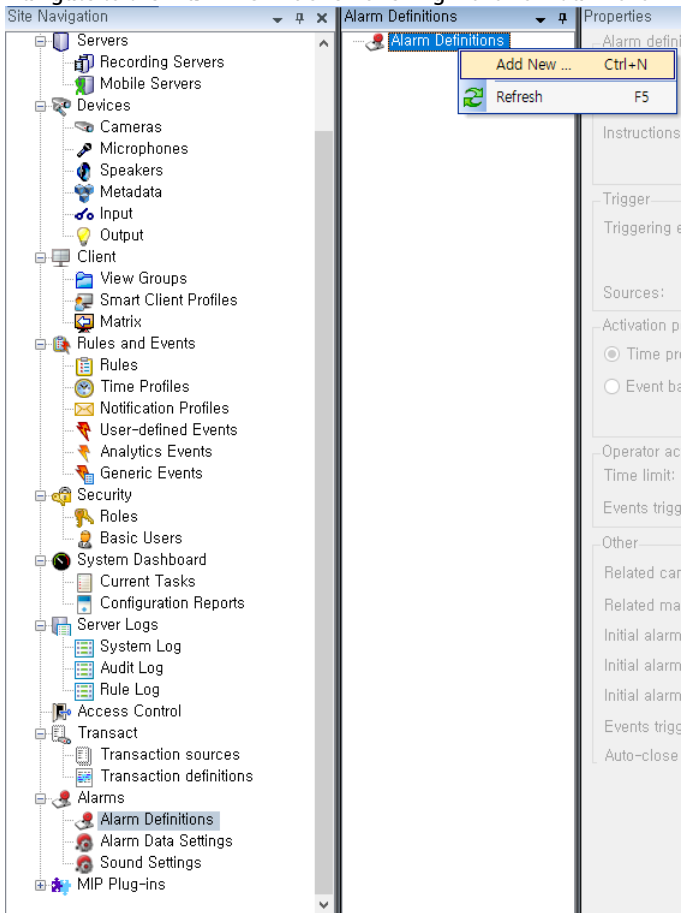 Site Navigation
Servers
Recording Servers
Mobile Servers
Devices
Cameras
Microphones
Speakers
Metadata
Input
Output
Client
View Groups
Smart Client Profiles
Matrix
Rules and Events
Rules
Time Profiles
Notification Profiles
User-defined Events
Analytics Events
Generic Events
Security
Roles
Basic Users
System Dashboard
Current Tasks
Configuration Reports
Server Logs
System Log
Audit Log
Rule Log
Access Control
Transact
Transaction sources
Transaction definitions
Alarms
Alarm Definitions
Alarm Data Settings
Sound Settings
MIP Plug-ins
Alarm Definitions
Alarm Definitions
Add New ... Ctrl+N
Refresh F5
Properties
Alarm defini
Instructions
Trigger
Triggering e
Sources:
Activation p
Time pro
Event ba
Operator ac
Time limit:
Events trigg
Other
Related car
Related ma
Initial alarm
Initial alarm
Initial alarm
Events trigg
Auto-close